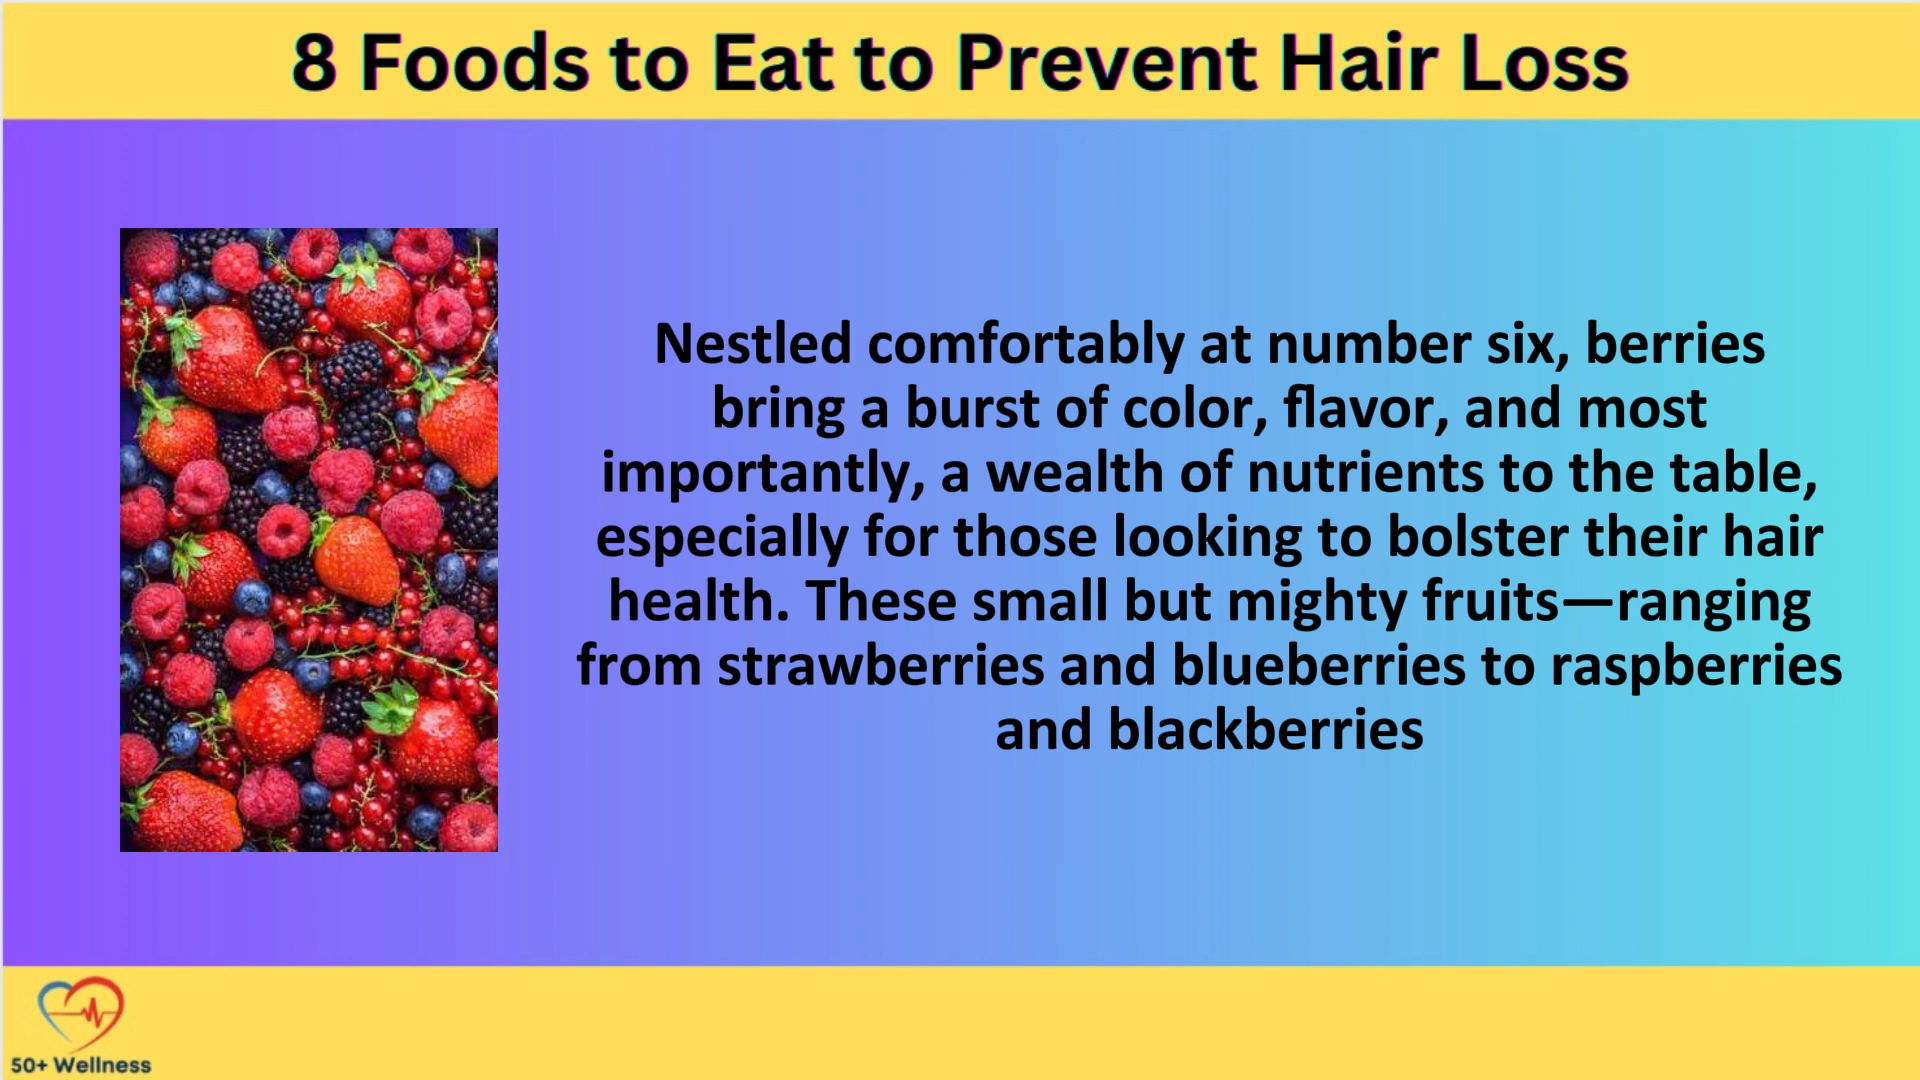 8 Foods to Eat to Prevent Hair Loss
Nestled comfortably at number six, berries
bring a burst of color, flavor, and most
importantly, a wealth of nutrients to the table,
especially for those looking to bolster their hair
health. These small but mighty fruits—ranging
from strawberries and blueberries to raspberries
and blackberries
50+ Wellness